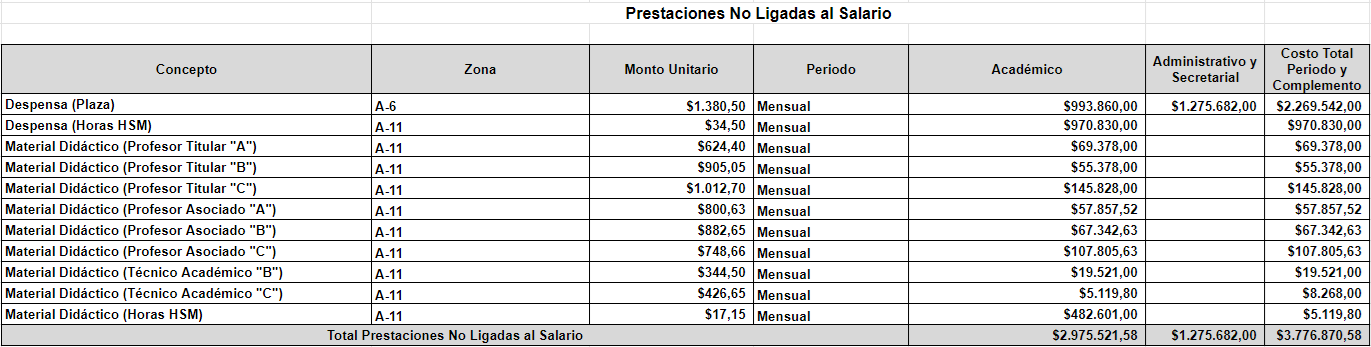 Prestaciones No Ligadas al Salario
Concepto Zona Monto Unitario Periodo Académico Administrativo y Secretarial Costo Total Periodo y Complemento
Despensa (Plaza) A-6 $1.380,50 Mensual $993.860,00 $1.275.682,00 $2.269.542,00
Despensa (Horas HSM) A-11 $34,50 Mensual $970.830,00 $970.830,00
Material Didáctico (Profesor Titular "A") A-11 $624,40 Mensual $69.378,00 $69.378,00
Material Didáctico (Profesor Titular "B") A-11 $905,05 Mensual $55.378,00 $55.378,00
Material Didáctico (Profesor Titular "C") A-11 $1.012,70 Mensual $145.828,00 $145.828,00
Material Didáctico (Profesor Asociado "A") A-11 $800,63 Mensual $57.857,52 $57.857,52
Material Didáctico (Profesor Asociado "B") A-11 $882,65 Mensual $67.342,63 $67.342,63
Material Didáctico (Profesor Asociado "C") A-11 $748,66 Mensual $107.805,63 $107.805,63
Material Didáctico (Técnico Académico "B") A-11 $344,50 Mensual $19.521,00 $19.521,00
Material Didáctico (Técnico Académico "C") A-11 $426,65 Mensual $5.119,80 $8.268,00
Material Didáctico (Horas HSM) A-11 $17,15 Mensual $482.601,00 $5.119,80
Total Prestaciones No Ligadas al Salario $2.975.521,58 $1.275.682,00 $3.776.870,58